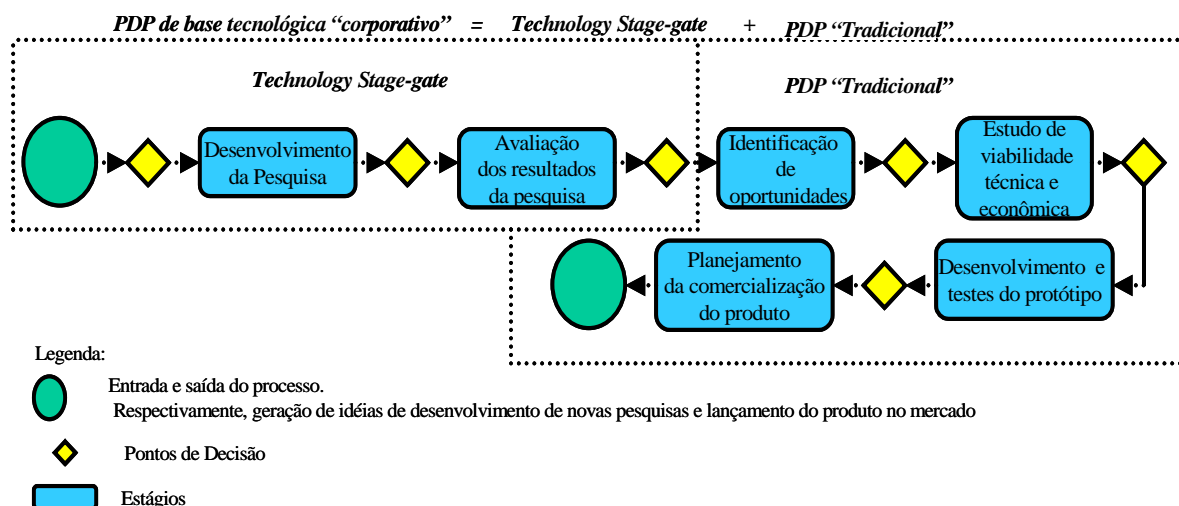 PDP de base tecnológica “corporativo” = Technology Stage-gate + PDP “Tradicional”
Technology Stage-gate
PDP “Tradicional”
Desenvolvimento
da Pesquisa
Avaliação
dos resultados
da pesquisa
Identificação
de
oportunidades
Estudo de
viabilidade
técnica e
econômica
Planejamento
da comercialização
do produto
Desenvolvimento e
testes do protótipo
Legenda:
Entrada e saída do processo.
Respectivamente, geração de idéias de desenvolvimento de novas pesquisas e lançamento do produto no mercado
Pontos de Decisão
Estágios